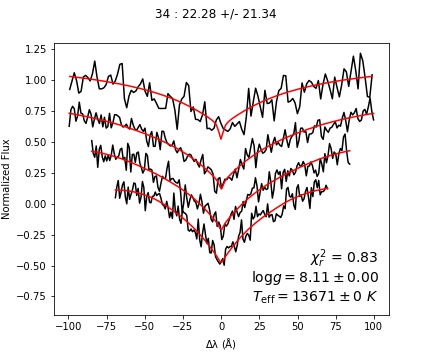 34 : 22.28 +/- 21.34
Normalized Flux
1.25
1.00
0.75
0.50
0.25
0.00
−0.25
−0.50
−0.75
χ²ᵣ = 0.83
logg = 8.11±0.00
T_eff = 13671±0 K
−100 −75 −50 −25 0 25 50 75 100
Δλ (Å)